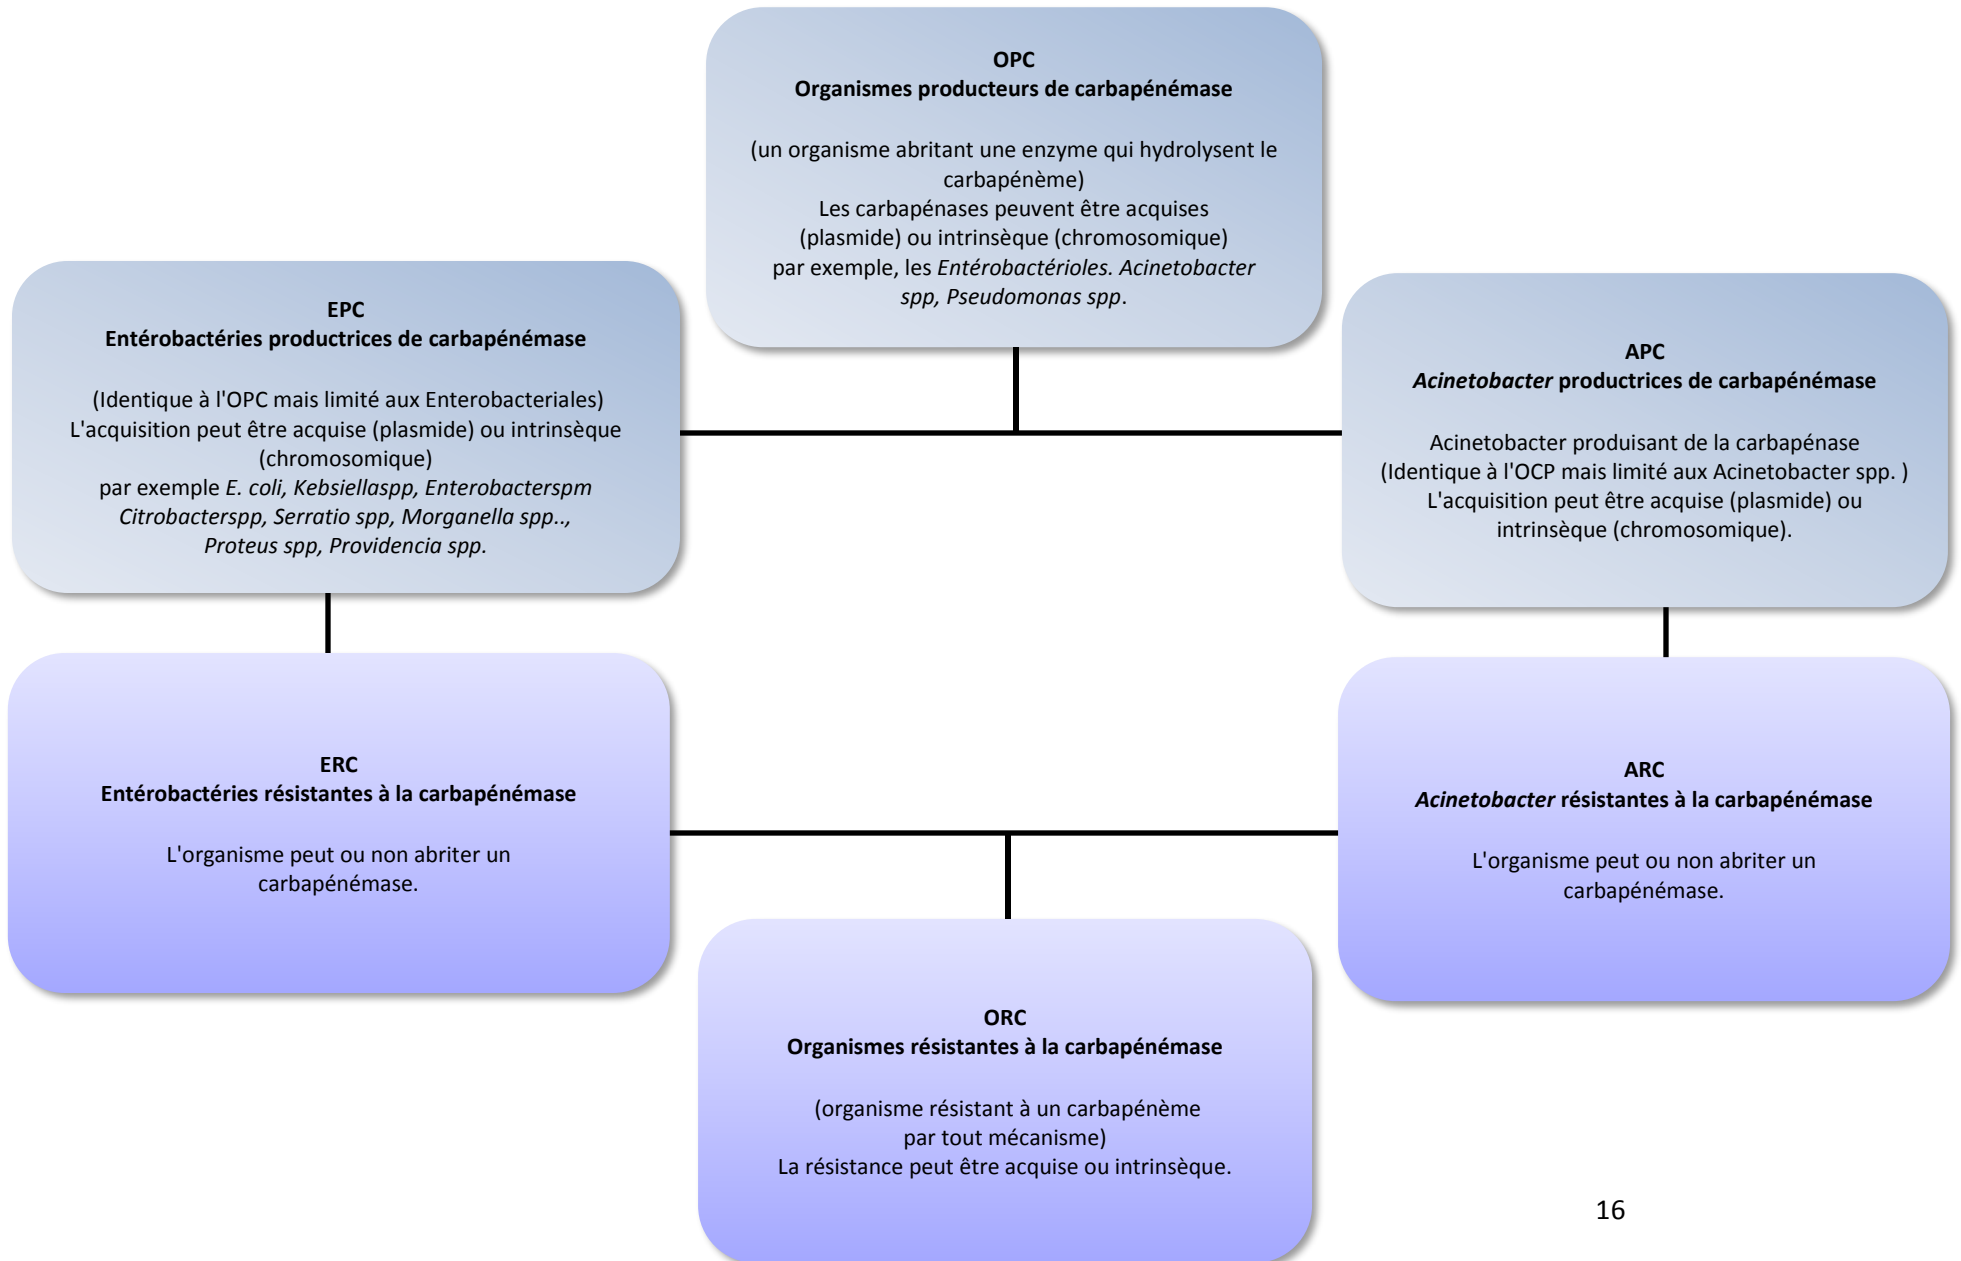 OPC
Organismes producteurs de carbapénémase
(un organisme abritant une enzyme qui hydrolysent le
carbapénème)
Les carbapénases peuvent être acquises
(plasmide) ou intrinsèque (chromosomique)
par exemple, les Entérobactérioles. Acinetobacter
spp, Pseudomonas spp.
EPC
Entérobactéries productrices de carbapénémase
(Identique à l'OPC mais limité aux Enterobacteriales)
L'acquisition peut être acquise (plasmide) ou intrinsèque
(chromosomique)
par exemple E. coli, Kebsiellaspp, Enterobacterspm
Citrobacterspp, Serratio spp, Morganella spp..,
Proteus spp, Providencia spp.
APC
Acinetobacter productrices de carbapénémase
Acinetobacter produisant de la carbapénase
(Identique à l'OCP mais limité aux Acinetobacter spp. )
L'acquisition peut être acquise (plasmide) ou
intrinsèque (chromosomique).
ERC
Entérobactéries résistantes à la carbapénémase
L'organisme peut ou non abriter un
carbapénémase.
ARC
Acinetobacter résistantes à la carbapénémase
L'organisme peut ou non abriter un
carbapénémase.
ORC
Organismes résistantes à la carbapénémase
(organisme résistant à un carbapénème
par tout mécanisme)
La résistance peut être acquise ou intrinsèque.
16